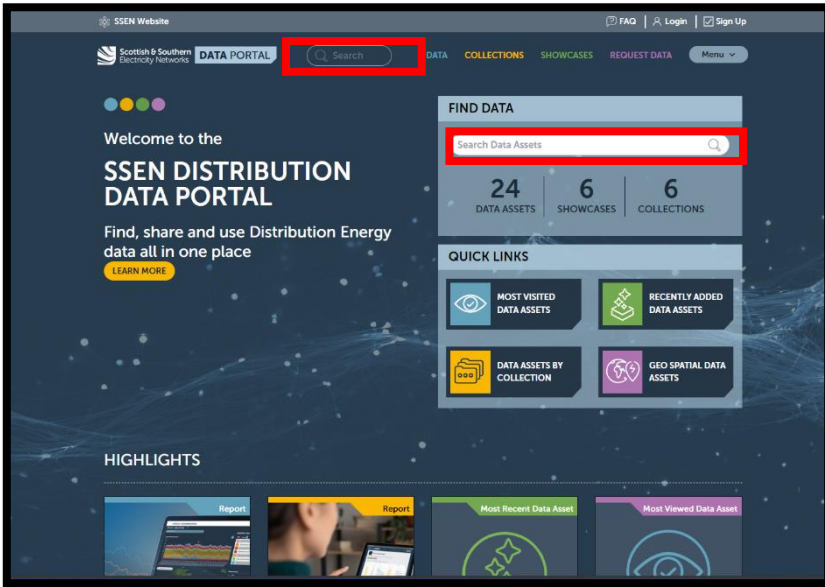 SSEN Website
FAQ Login Sign Up
Scottish & Southern
Electricity Networks
DATA PORTAL
Search
DATA COLLECTIONS SHOWCASES REQUEST DATA Menu
Welcome to the
SSEN DISTRIBUTION
DATA PORTAL
Find, share and use Distribution Energy
data all in one place
LEARN MORE
FIND DATA
Search Data Assets
24 6 6
DATA ASSETS SHOWCASES COLLECTIONS
QUICK LINKS
MOST VISITED
DATA ASSETS
RECENTLY ADDED
DATA ASSETS
DATA ASSETS BY
COLLECTION
GEO SPATIAL DATA
ASSETS
HIGHLIGHTS
Report
Report
Most Recent Data Asset
Most Viewed Data Asset